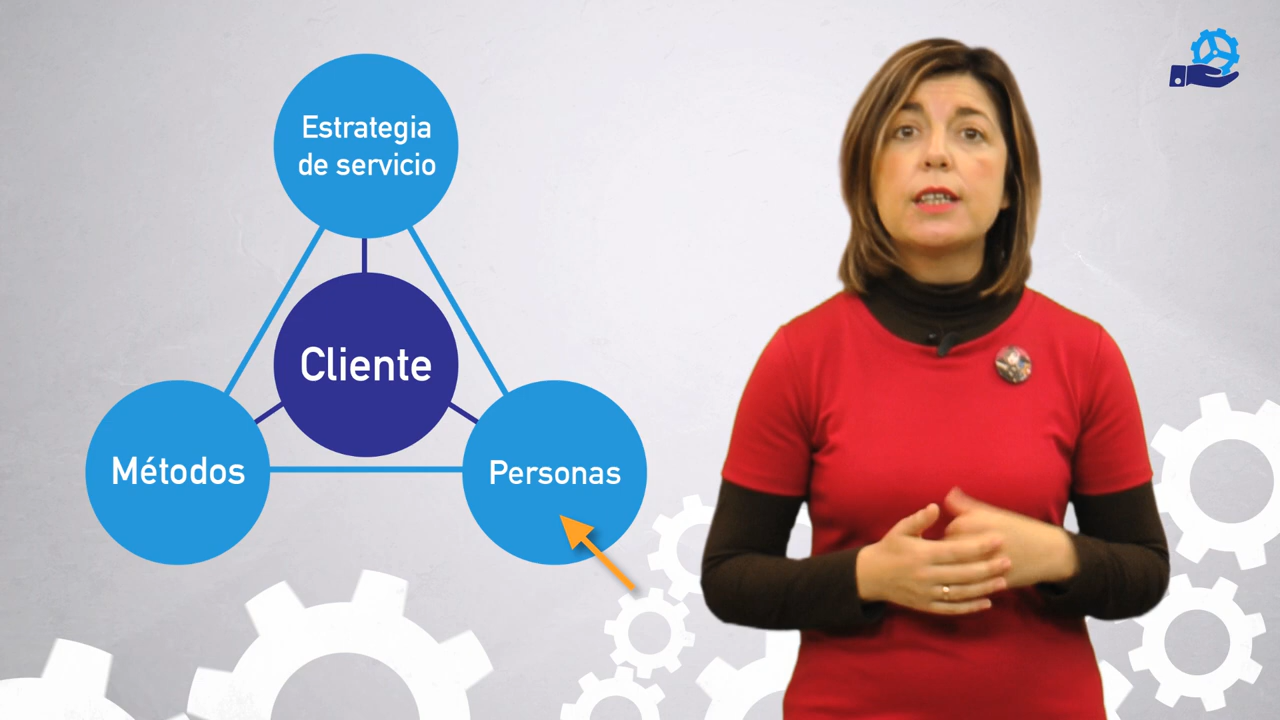 Estrategia
de servicio
Cliente
Métodos
Personas